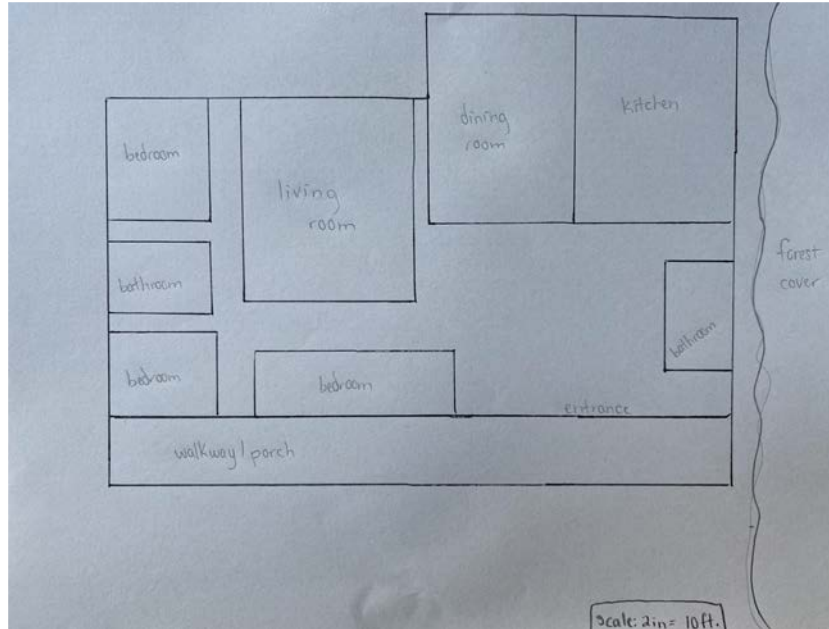 kitchen
dining
room
bedroom
living
room
forest
cover
bathroom
bathroom
bedroom
bedroom
entrance
walkway/porch
Scale: 2in = 10ft.